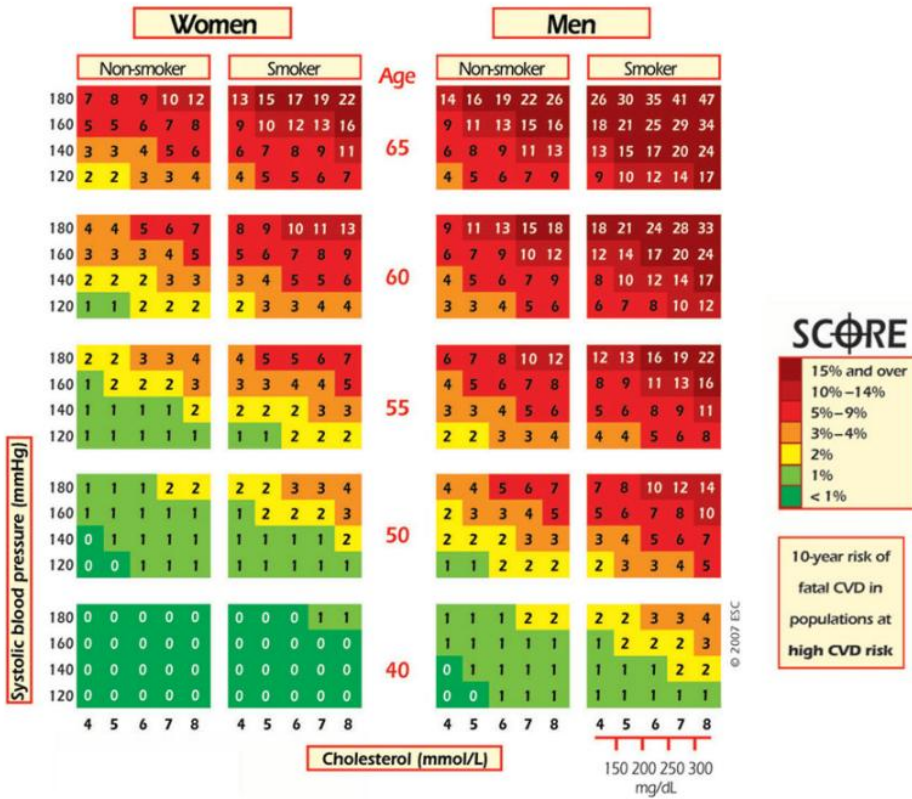 Women Men
Non-smoker Smoker Age Non-smoker Smoker
180 7 8 9 10 12 13 15 17 19 22 14 16 19 22 26 26 30 35 41 47
160 5 5 6 7 8 9 10 12 13 16 9 11 13 15 16 18 21 25 29 34
65
140 3 3 4 5 6 6 7 8 9 11 6 8 9 11 13 13 15 17 20 24
120 2 2 3 3 4 4 5 5 6 7 4 5 6 7 9 9 10 12 14 17
180 4 4 5 6 7 8 9 10 11 13 9 11 13 15 18 18 21 24 28 33
160 3 3 3 4 5 5 6 7 8 9 6 7 9 10 12 12 14 17 20 24
60
140 2 2 2 3 3 3 4 5 5 6 4 5 6 7 9 8 10 12 14 17
120 1 1 2 2 2 2 3 3 4 4 3 3 4 5 6 6 7 8 10 12
180 2 2 3 3 4 4 5 5 6 7 6 7 8 10 12 12 13 16 19 22
160 1 2 2 2 3 3 3 4 4 5 4 5 6 7 8 8 9 11 13 16
55
140 1 1 1 1 2 2 2 2 3 3 3 3 4 5 6 5 6 8 9 11
120 1 1 1 1 1 1 1 2 2 2 2 2 3 3 4 4 4 5 6 8
180 1 1 1 2 2 2 2 3 3 4 4 4 5 6 7 7 8 10 12 14
160 1 1 1 1 1 1 2 2 2 3 2 3 3 4 5 5 6 7 8 10
50
140 0 1 1 1 1 1 1 1 1 2 2 2 2 3 3 3 4 5 6 7
120 0 0 1 1 1 1 1 1 1 1 1 1 2 2 2 2 3 3 4 5
180 0 0 0 0 0 0 0 0 1 1 1 1 1 2 2 2 2 3 3 4
160 0 0 0 0 0 0 0 0 0 0 1 1 1 1 1 1 2 2 2 3
40
140 0 0 0 0 0 0 0 0 0 0 0 1 1 1 1 1 1 1 2 2
120 0 0 0 0 0 0 0 0 0 0 0 0 1 1 1 1 1 1 1 1
4 5 6 7 8 4 5 6 7 8 4 5 6 7 8
Systolic blood pressure (mmHg)
Cholesterol (mmol/L)
150 200 250 300
mg/dL
© 2007 ESC
SCORE
15% and over
10%–14%
5%–9%
3%–4%
2%
1%
< 1%
10-year risk of
fatal CVD in
populations at
high CVD risk